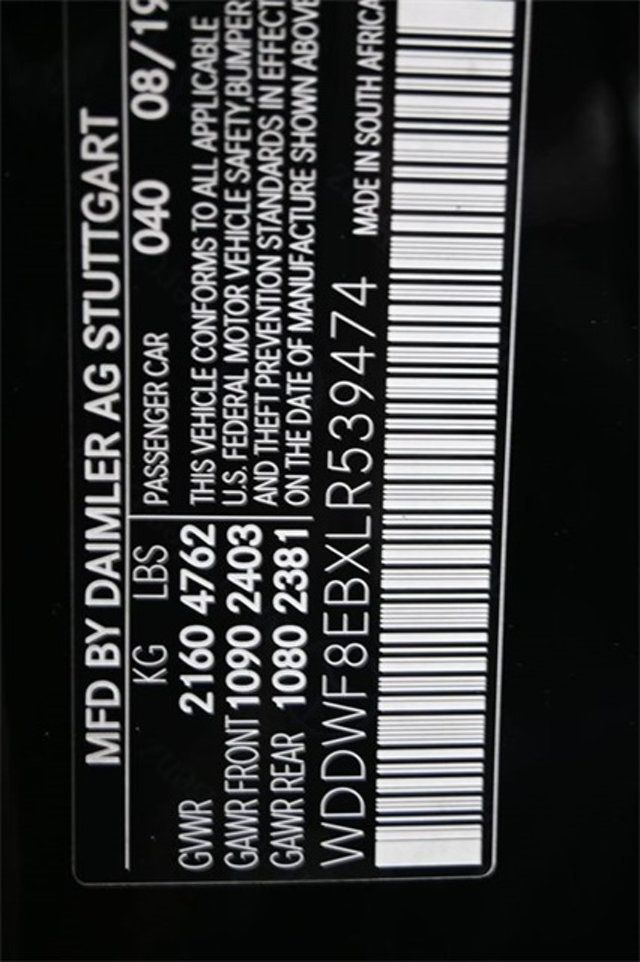 MFD BY DAIMLER AG STUTTGART
KG LBS PASSENGER CAR 040 08/19
GVWR 2160 4762
GAWR FRONT 1090 2403
GAWR REAR 1080 2381
THIS VEHICLE CONFORMS TO ALL APPLICABLE
U.S. FEDERAL MOTOR VEHICLE SAFETY,BUMPER
AND THEFT PREVENTION STANDARDS IN EFFECT
ON THE DATE OF MANUFACTURE SHOWN ABOVE
WDDWF8EBXLR539474 MADE IN SOUTH AFRICA